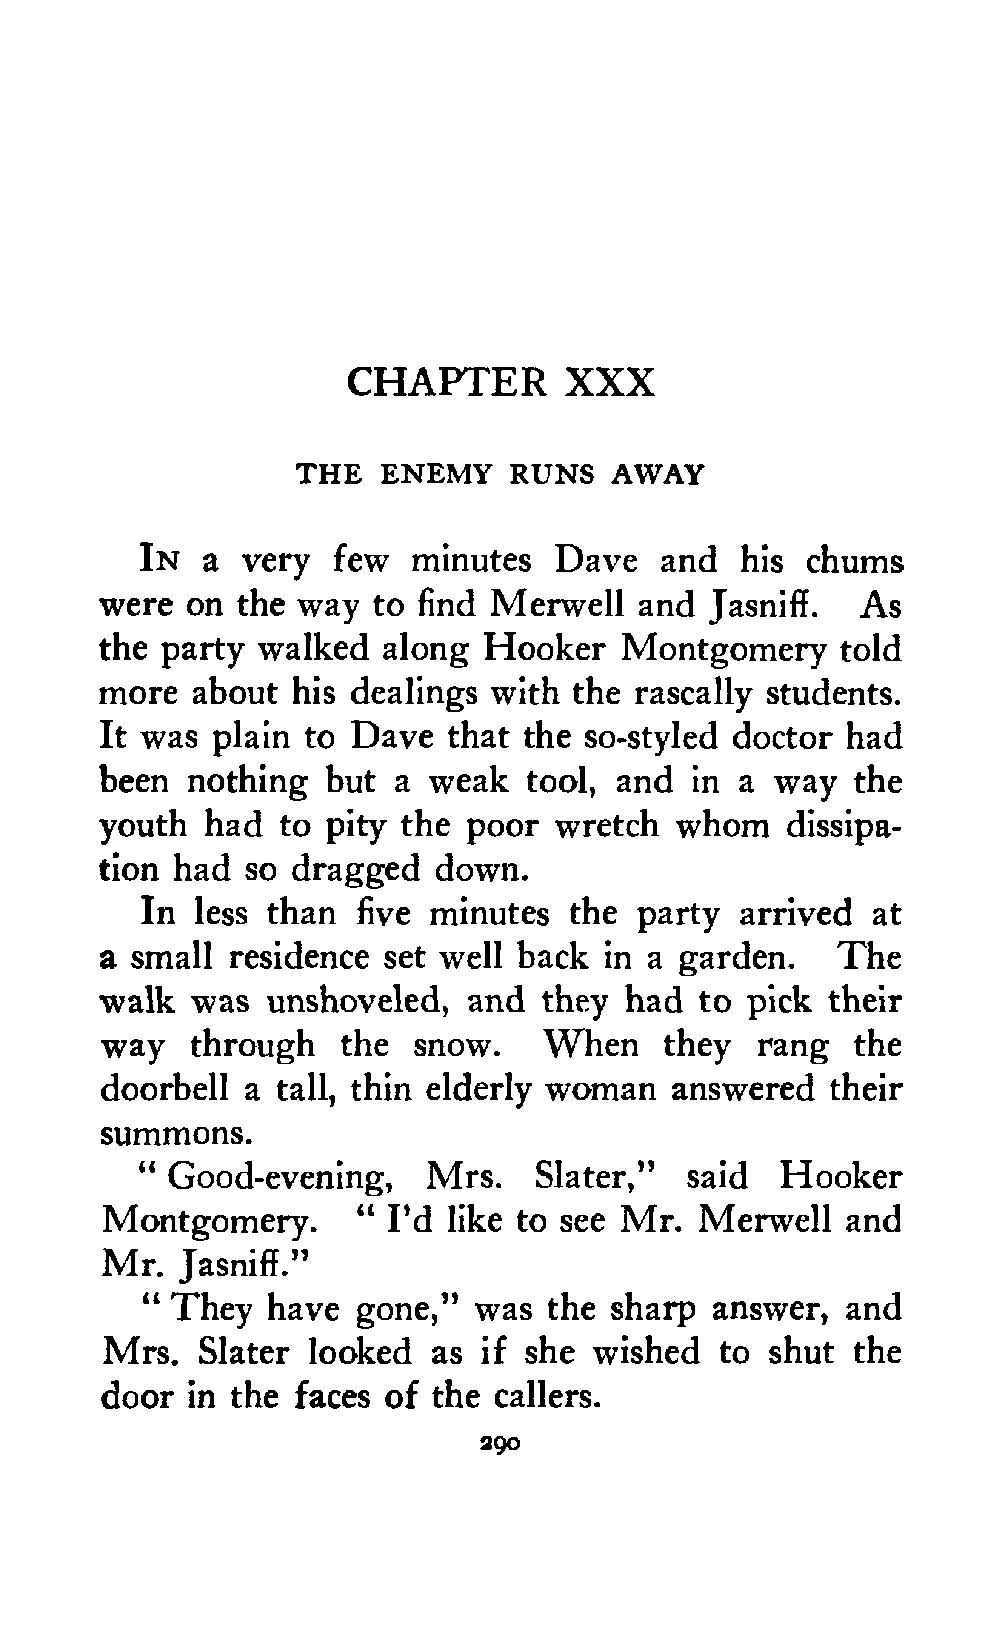 CHAPTER XXX
THE ENEMY RUNS AWAY
In a very few minutes Dave and his chums
were on the way to find Merwell and Jasniff. As
the party walked along Hooker Montgomery told
more about his dealings with the rascally students.
It was plain to Dave that the so-styled doctor had
been nothing but a weak tool, and in a way the
youth had to pity the poor wretch whom dissipa-
tion had so dragged down.
In less than five minutes the party arrived at
a small residence set well back in a garden. The
walk was unshoveled, and they had to pick their
way through the snow. When they rang the
doorbell a tall, thin elderly woman answered their
summons.
" Good-evening, Mrs. Slater," said Hooker
Montgomery. " I'd like to see Mr. Merwell and
Mr. Jasniff."
" They have gone," was the sharp answer, and
Mrs. Slater looked as if she wished to shut the
door in the faces of the callers.
290